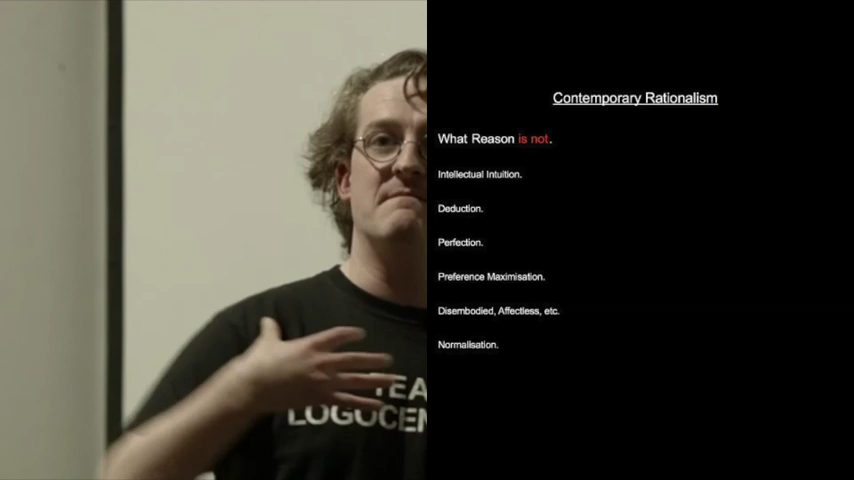 TEA
LOGOCEN
Contemporary Rationalism
What Reason is not.
Intellectual Intuition.
Deduction.
Perfection.
Preference Maximisation.
Disembodied, Affectless, etc.
Normalisation.